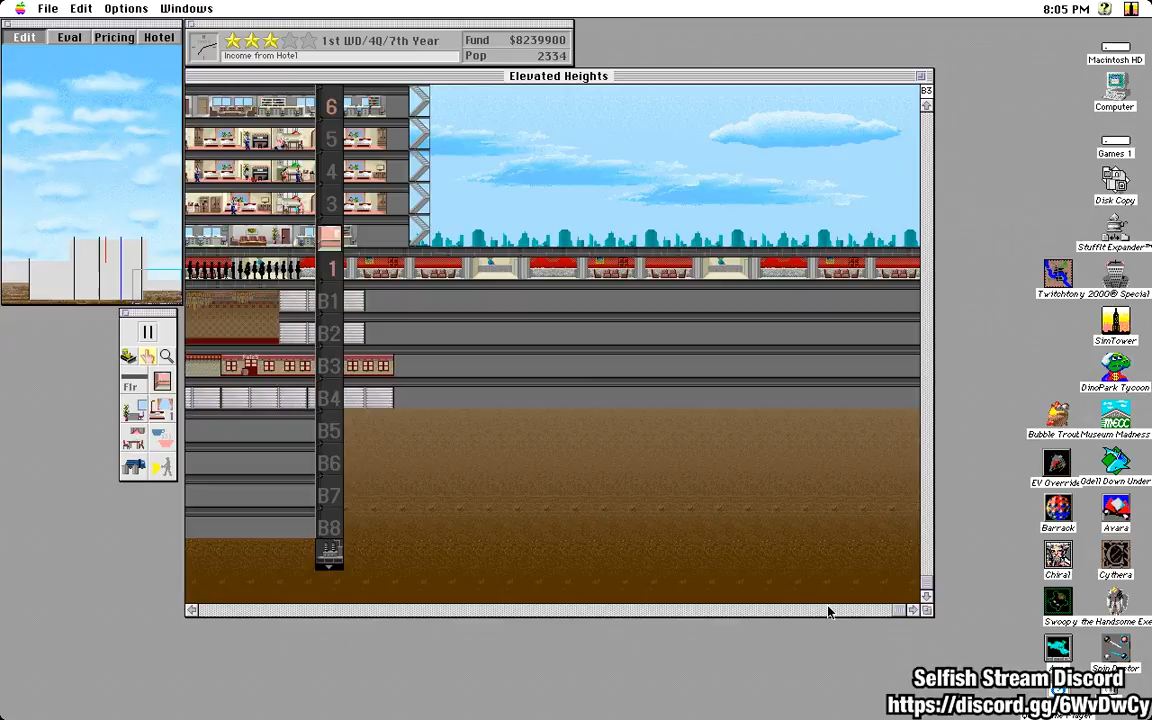 File Edit Options Windows
8:05 PM
Edit Eval Pricing Hotel
1st WD/4Q/7th Year
Income from Hotel
Fund $8239900
Pop 2334
Elevated Heights
B3
6
5
4
3
1
B1
B2
B3
B4
B5
B6
B7
B8
Flr
Macintosh HD
Computer
Games 1
Disk Copy
StuffIt Expander™
Twitchtony 2000® Special
SimTower
DinoPark Tycoon
Bubble Trout
Museum Madness
EV Override
Odell Down Under
Barrack
Avara
Chiral
Cythera
Swoopy the Handsome Exe
Spin Doctor
Selfish Stream Discord
https://discord.gg/6WvDwCy